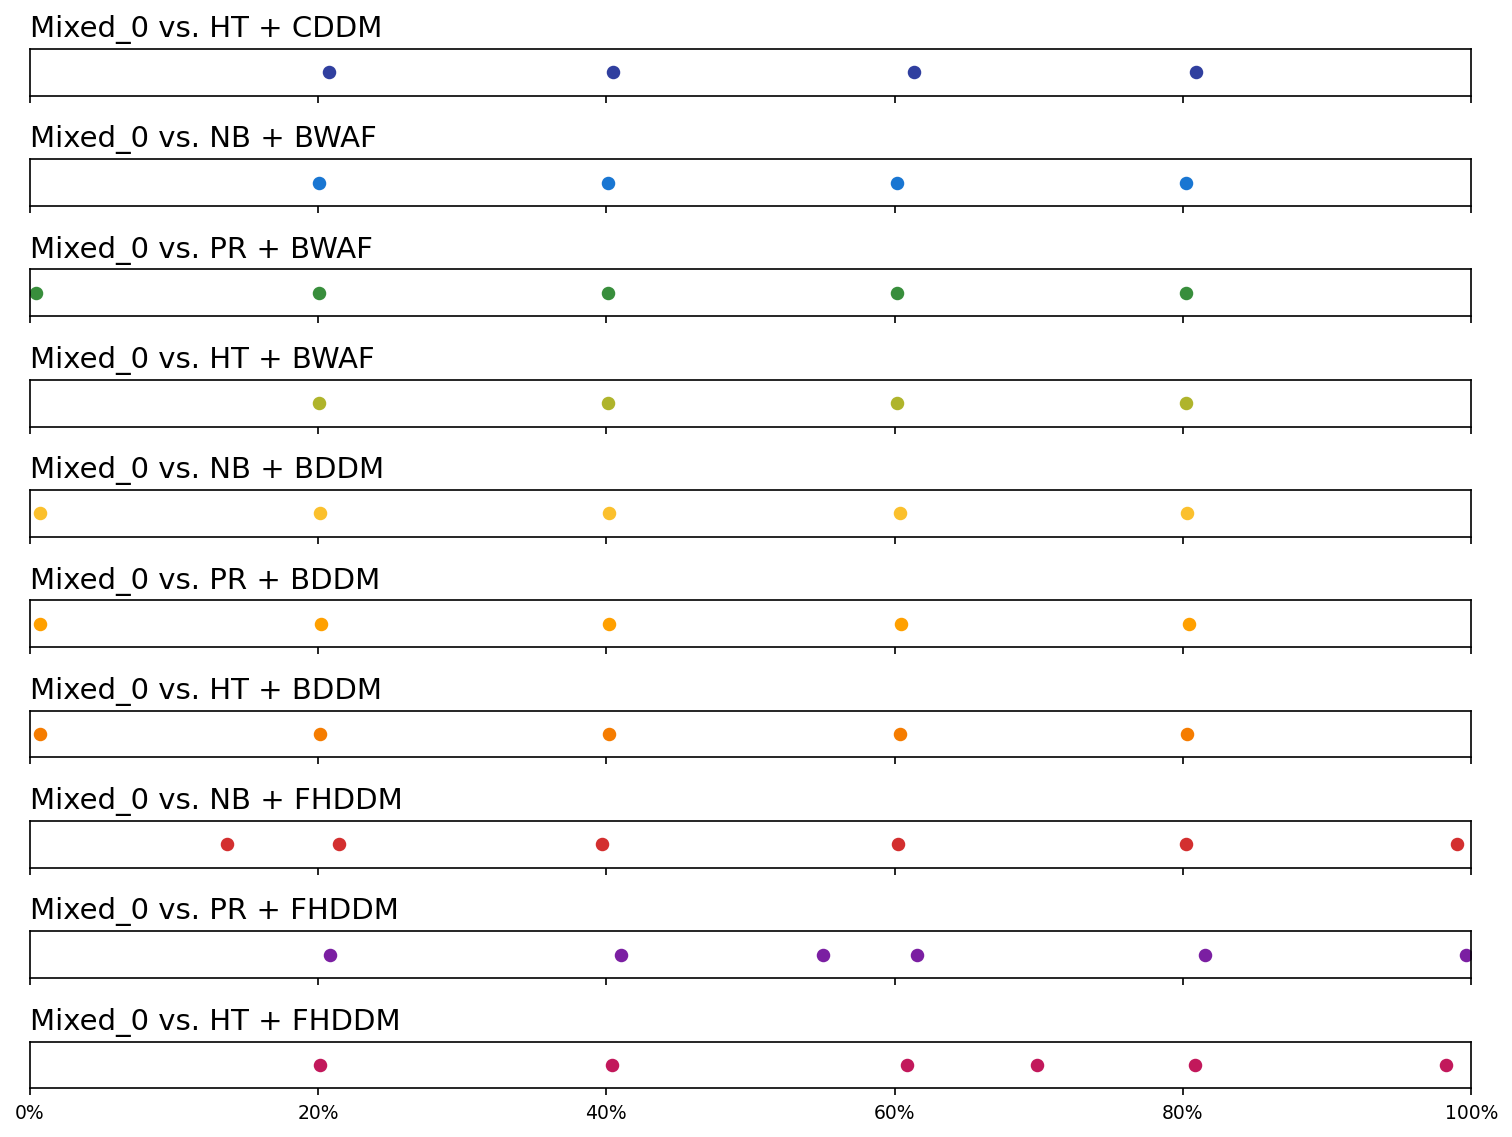 Mixed_0 vs. HT + CDDM
Mixed_0 vs. NB + BWAF
Mixed_0 vs. PR + BWAF
Mixed_0 vs. HT + BWAF
Mixed_0 vs. NB + BDDM
Mixed_0 vs. PR + BDDM
Mixed_0 vs. HT + BDDM
Mixed_0 vs. NB + FHDDM
Mixed_0 vs. PR + FHDDM
Mixed_0 vs. HT + FHDDM
0% 20% 40% 60% 80% 100%